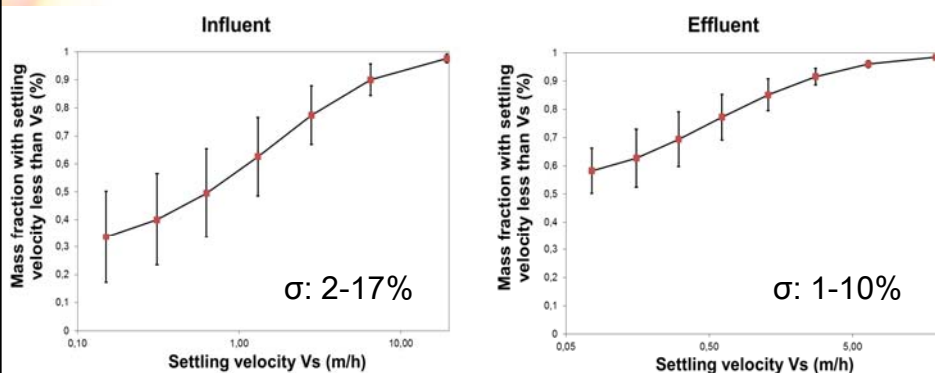 Influent
Mass fraction with settling
velocity less than Vs (%)
1
0,9
0,8
0,7
0,6
0,5
0,4
0,3
0,2
0,1
0
σ: 2-17%
0,10
1,00
10,00
Settling velocity Vs (m/h)
Effluent
Mass fraction with settling
velocity less than Vs (%)
1
0,9
0,8
0,7
0,6
0,5
0,4
0,3
0,2
0,1
0
σ: 1-10%
0,05
0,50
5,00
Settling velocity Vs (m/h)